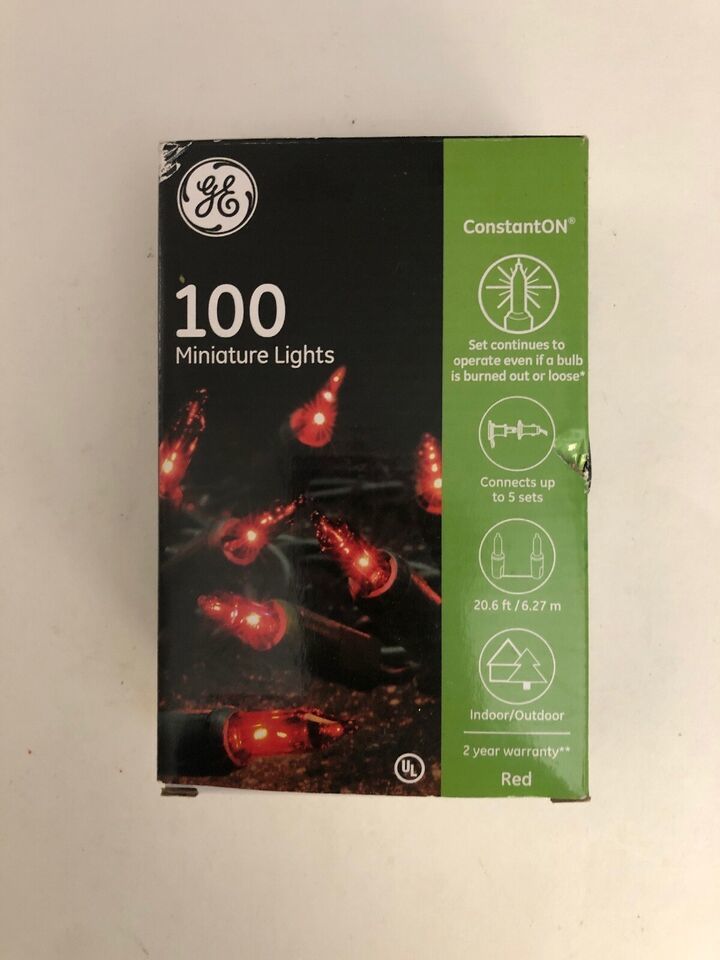 GE
100
Miniature Lights
ConstantON®
Set continues to
operate even if a bulb
is burned out or loose*
Connects up
to 5 sets
20.6 ft / 6.27 m
Indoor/Outdoor
2 year warranty**
Red
UL